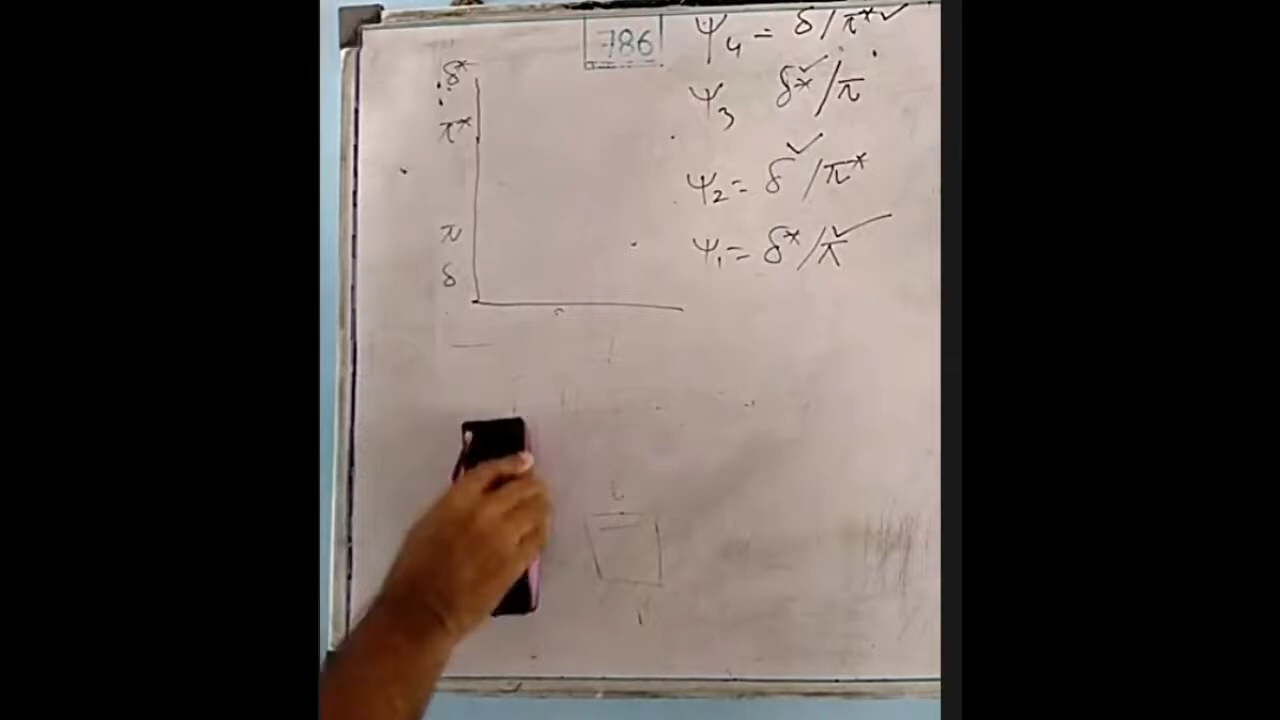 786
ψ₄ = δ/π* ✓
δ*
ψ₃ δ*✓/π
π*
ψ₂ = δ✓/π*
π
ψ₁ = δ*/π✓
δ